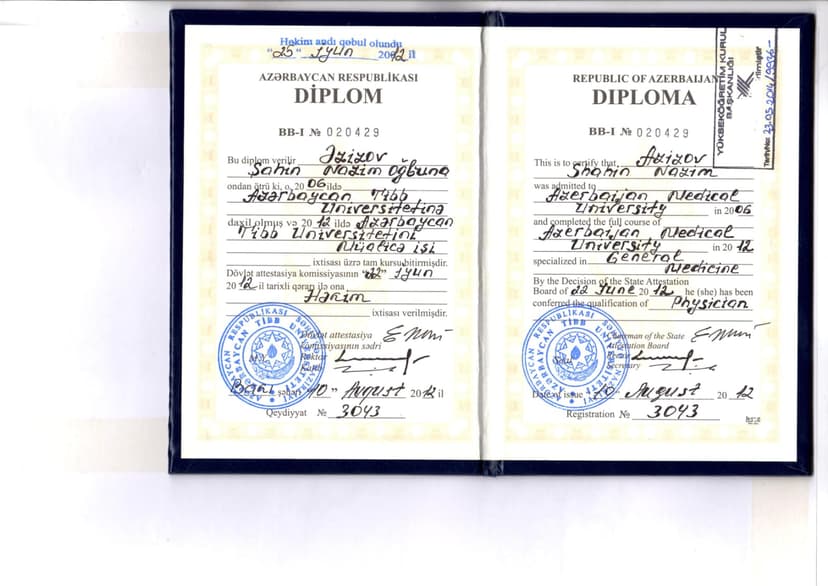 Həkim andı qəbul olundu
"25" iyun 2012 il
AZƏRBAYCAN RESPUBLİKASI
DİPLOM
BB-I № 020429
Bu diplom verilir Əzizov
Şahin Nazim oğluna
ondan ötrü ki, o, 2006 ildə
Azərbaycan Tibb
Universitetinə
daxil olmuş və 2012 ildə Azərbaycan
Tibb Universitetini
Müalicə işi
ixtisası üzrə tam kursu bitirmişdir.
Dövlət attestasiya komissiyasının "22" iyun
2012 il tarixli qərarı ilə ona
Həkim
ixtisası verilmişdir.
Dövlət attestasiya
komissiyasının sədri
Rektor
Katib
M.Y.
Bakı şəhəri "10" Avqust 2012 il
Qeydiyyat № 3043
REPUBLIC OF AZERBAIJAN
DIPLOMA
BB-I № 020429
This is to certify that Azizov
Shahin Nazim
was admitted to
Azerbaijan Medical
University in 2006
and completed the full course of
Azerbaijan Medical
University in 2012
specialized in General
Medicine
By the Decision of the State Attestation
Board of 22 June 2012 he (she) has been
conferred the qualification of Physician
Chairman of the State
Attestation Board
Secretary
Seal
Date of issue "10" August 2012
Registration № 3043
YÜKSEKÖĞRETİM KURULU
BAŞKANLIĞI